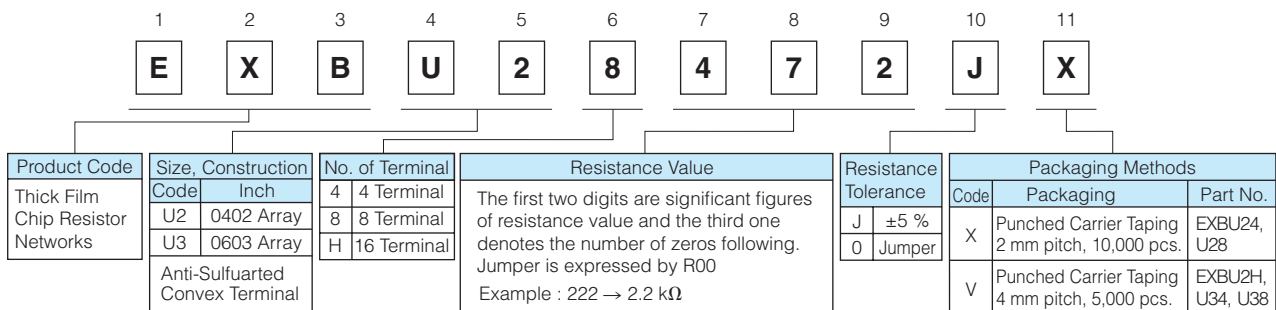 1 2 3 4 5 6 7 8 9 10 11
E X B U 2 8 4 7 2 J X
Product Code
Thick Film
Chip Resistor
Networks
Size, Construction
Code Inch
U2 0402 Array
U3 0603 Array
Anti-Sulfuarted
Convex Terminal
No. of Terminal
4 4 Terminal
8 8 Terminal
H 16 Terminal
Resistance Value
The first two digits are significant figures
of resistance value and the third one
denotes the number of zeros following.
Jumper is expressed by R00
Example : 222 → 2.2 kΩ
Resistance
Tolerance
J ±5 %
0 Jumper
Packaging Methods
Code Packaging Part No.
X Punched Carrier Taping
2 mm pitch, 10,000 pcs.
EXBU24,
U28
V Punched Carrier Taping
4 mm pitch, 5,000 pcs.
EXBU2H,
U34, U38